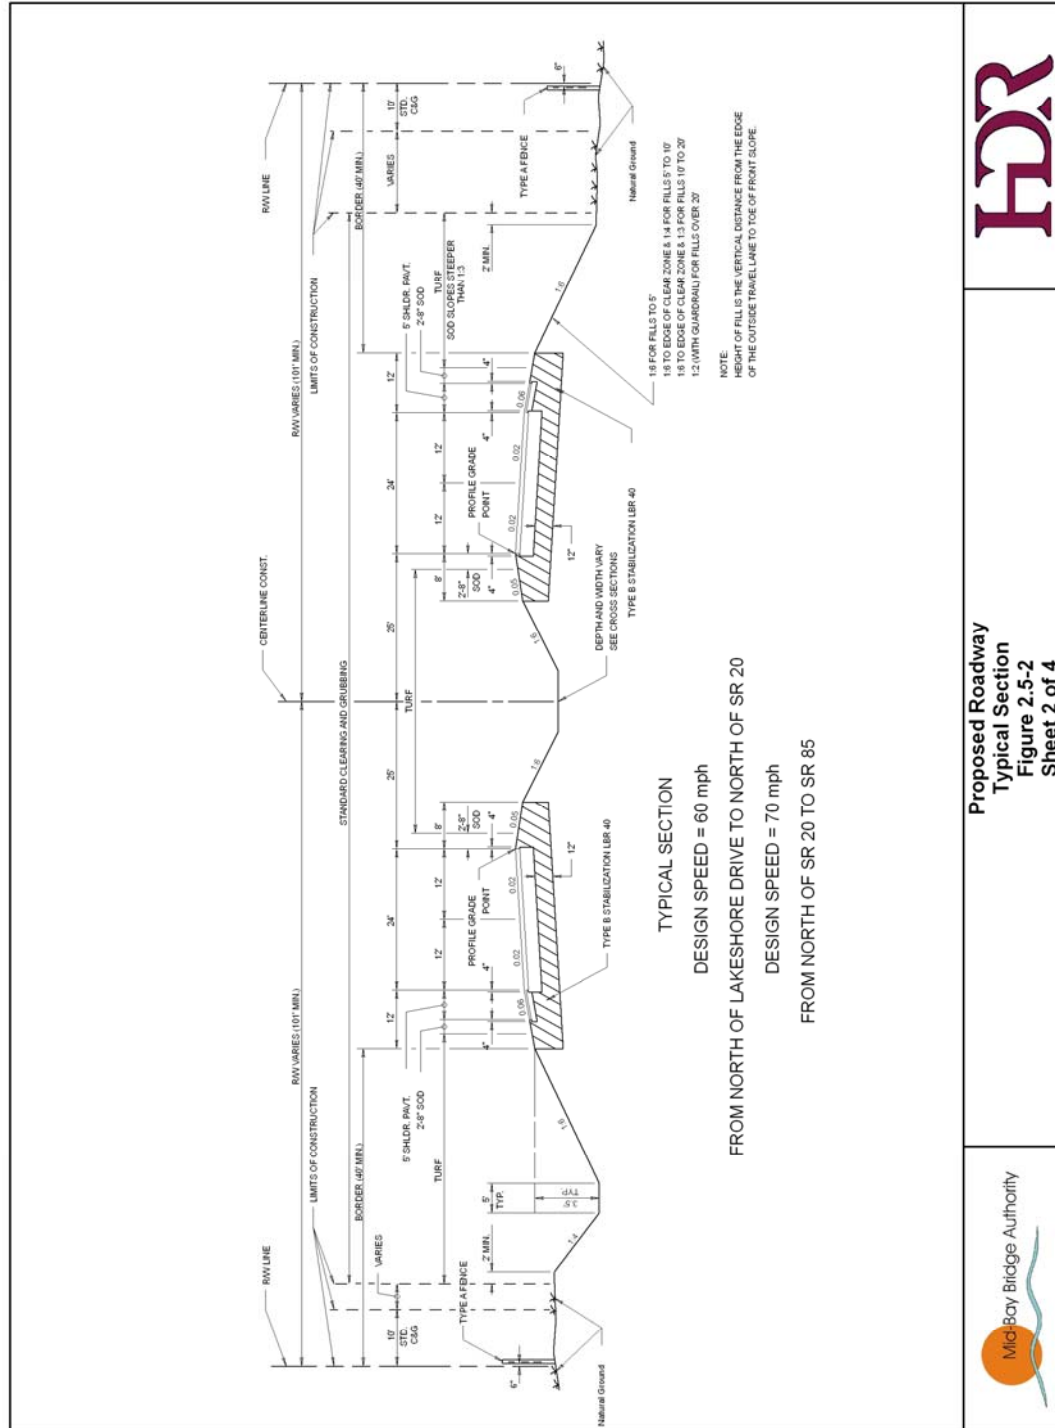 R/W LINE
CENTERLINE CONST.
R/W LINE
R/W VARIES (101' MIN.)
R/W VARIES (101' MIN.)
LIMITS OF CONSTRUCTION
LIMITS OF CONSTRUCTION
STANDARD CLEARING AND GRUBBING
BORDER (40' MIN.)
BORDER (40' MIN.)
10'
STD.
C&G
VARIES
12'
24'
25'
25'
24'
12'
VARIES
10'
STD.
C&G
5' SHLDR. PAVT.
2'-8" SOD
TURF
12'
12'
8'
TURF
8'
12'
12'
5' SHLDR. PAVT.
2'-8" SOD
TURF
SOD SLOPES STEEPER
THAN 1:3
PROFILE GRADE
POINT
2'-8"
SOD
2'-8"
SOD
PROFILE GRADE
POINT
4"
4"
4"
4"
4"
4"
TYPE A FENCE
2' MIN.
5'
TYP.
2' MIN.
TYPE A FENCE
6"
6"
0.06
0.02
0.02
0.05
0.05
0.02
0.02
0.06
1:4
3.5'
TYP.
1:6
1:6
1:6
1:6
12"
12"
Natural Ground
Natural Ground
TYPE B STABILIZATION LBR 40
DEPTH AND WIDTH VARY
SEE CROSS SECTIONS
TYPE B STABILIZATION LBR 40
1:6 FOR FILLS TO 5'
1:6 TO EDGE OF CLEAR ZONE & 1:4 FOR FILLS 5' TO 10'
1:6 TO EDGE OF CLEAR ZONE & 1:3 FOR FILLS 10' TO 20'
1:2 (WITH GUARDRAIL) FOR FILLS OVER 20'
NOTE:
HEIGHT OF FILL IS THE VERTICAL DISTANCE FROM THE EDGE
OF THE OUTSIDE TRAVEL LANE TO TOE OF FRONT SLOPE.
TYPICAL SECTION
DESIGN SPEED = 60 mph
FROM NORTH OF LAKESHORE DRIVE TO NORTH OF SR 20
DESIGN SPEED = 70 mph
FROM NORTH OF SR 20 TO SR 85
Mid-Bay Bridge Authority
Proposed Roadway
Typical Section
Figure 2.5-2
Sheet 2 of 4
HDR